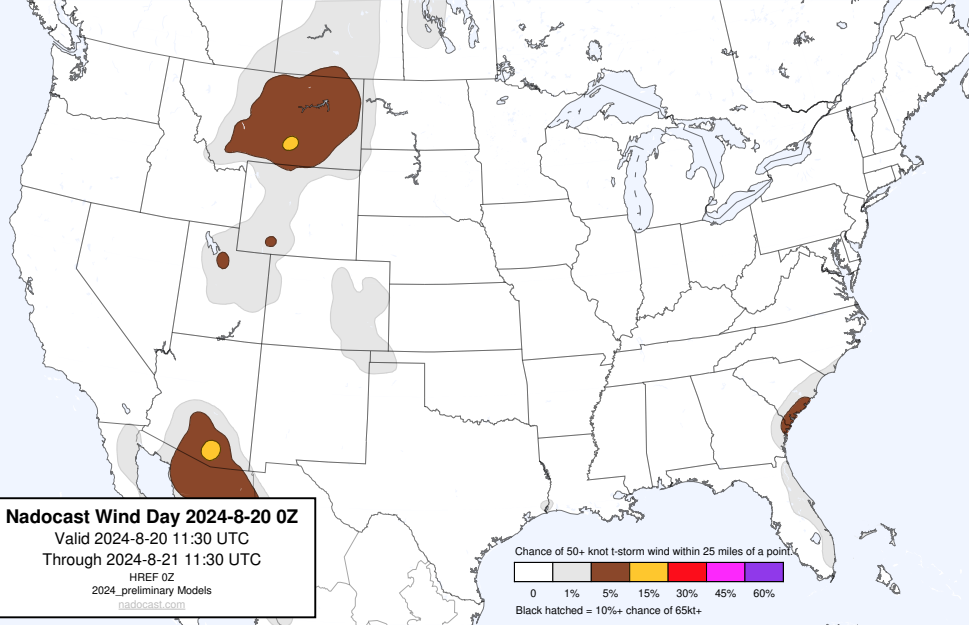 Nadocast Wind Day 2024-8-20 0Z
Valid 2024-8-20 11:30 UTC
Through 2024-8-21 11:30 UTC
HREF 0Z
2024_preliminary Models
nadocast.com
Chance of 50+ knot t-storm wind within 25 miles of a point.
0 1% 5% 15% 30% 45% 60%
Black hatched = 10%+ chance of 65kt+